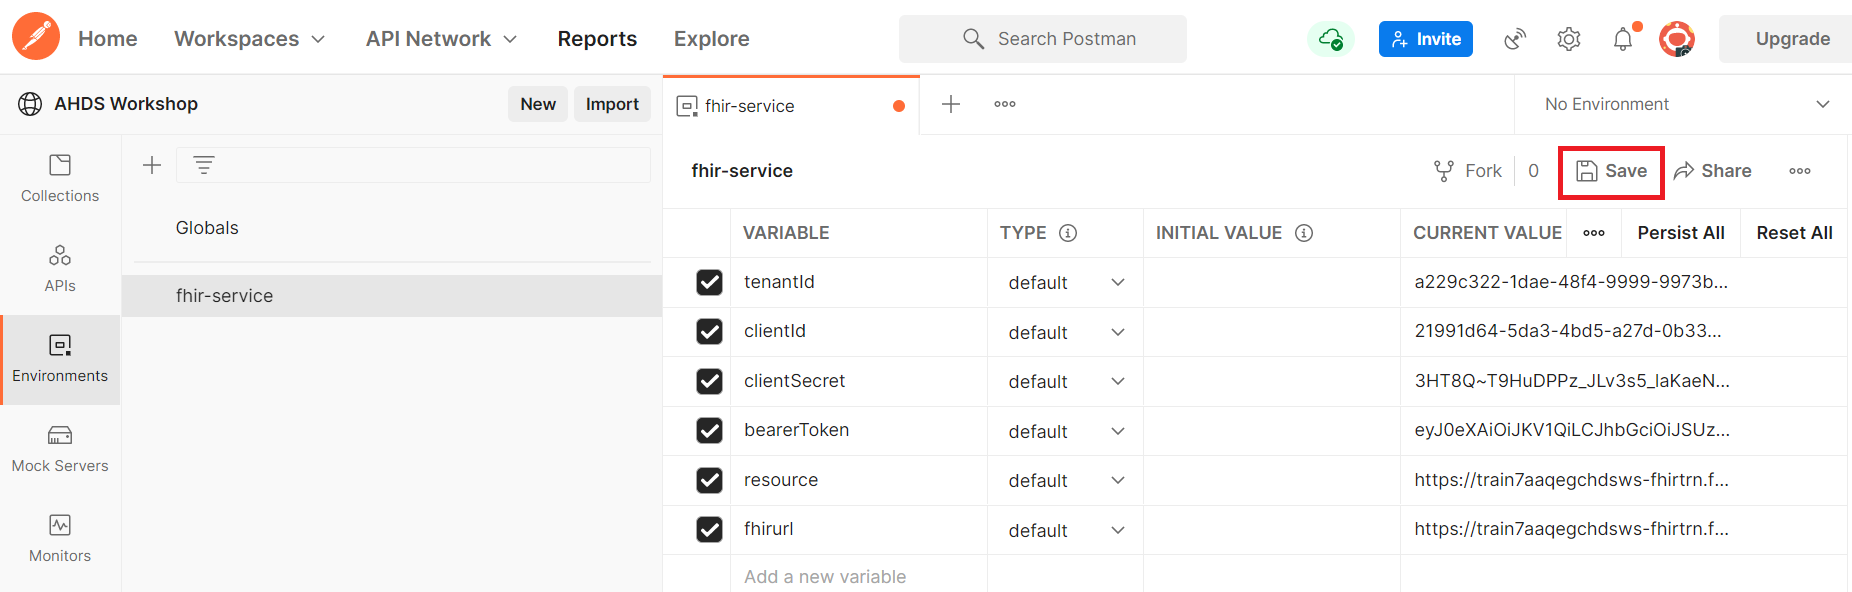 Home Workspaces API Network Reports Explore Search Postman Invite Upgrade
AHDS Workshop New Import fhir-service No Environment
Collections
APIs
Environments
Mock Servers
Monitors
Globals
fhir-service
fhir-service Fork 0 Save Share
VARIABLE TYPE INITIAL VALUE CURRENT VALUE Persist All Reset All
tenantId default a229c322-1dae-48f4-9999-9973b...
clientId default 21991d64-5da3-4bd5-a27d-0b33...
clientSecret default 3HT8Q~T9HuDPPz_JLv3s5_laKaeN...
bearerToken default eyJ0eXAiOiJKV1QiLCJhbGciOiJSUz...
resource default https://train7aaqegchdsws-fhirtrn.f...
fhirurl default https://train7aaqegchdsws-fhirtrn.f...
Add a new variable